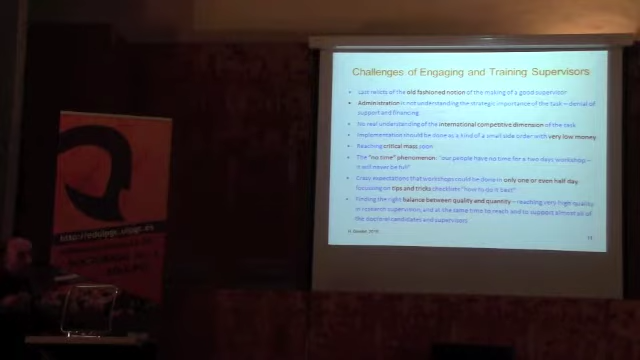 Challenges of Engaging and Training Supervisors
• Last relicts of the old fashioned notion of the making of a good supervisor
• Administration is not understanding the strategic importance of the task – denial of
support and financing
• No real understanding of the international competitive dimension of the task
• Implementation should be done as a kind of a small side order with very low money
• Reaching critical mass soon
• The "no time" phenomenon: "our people have no time for a two days workshop –
it will never be full"
• Crazy expectations that workshops could be done in only one or even half day
focussing on tips and tricks checkliste "how to do it best"
• Finding the right balance between quality and quantity – reaching very high quality
in research supervision, and at the same time to reach and to support almost all of
the doctoral candidates and supervisors
11